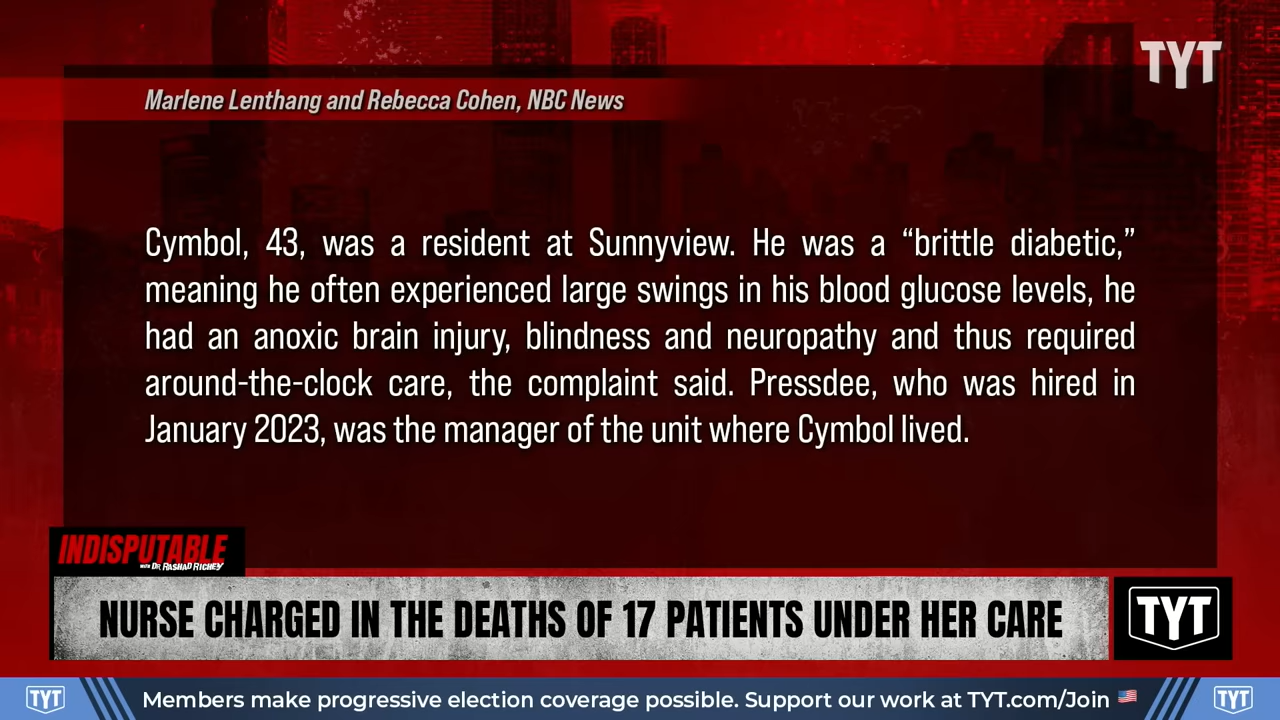 TYT
Marlene Lenthang and Rebecca Cohen, NBC News
Cymbol, 43, was a resident at Sunnyview. He was a “brittle diabetic,”
meaning he often experienced large swings in his blood glucose levels, he
had an anoxic brain injury, blindness and neuropathy and thus required
around-the-clock care, the complaint said. Pressdee, who was hired in
January 2023, was the manager of the unit where Cymbol lived.
INDISPUTABLE
WITH DR. RASHAD RICHEY
NURSE CHARGED IN THE DEATHS OF 17 PATIENTS UNDER HER CARE
TYT
TYT
Members make progressive election coverage possible. Support our work at TYT.com/Join 🇺🇸
TYT